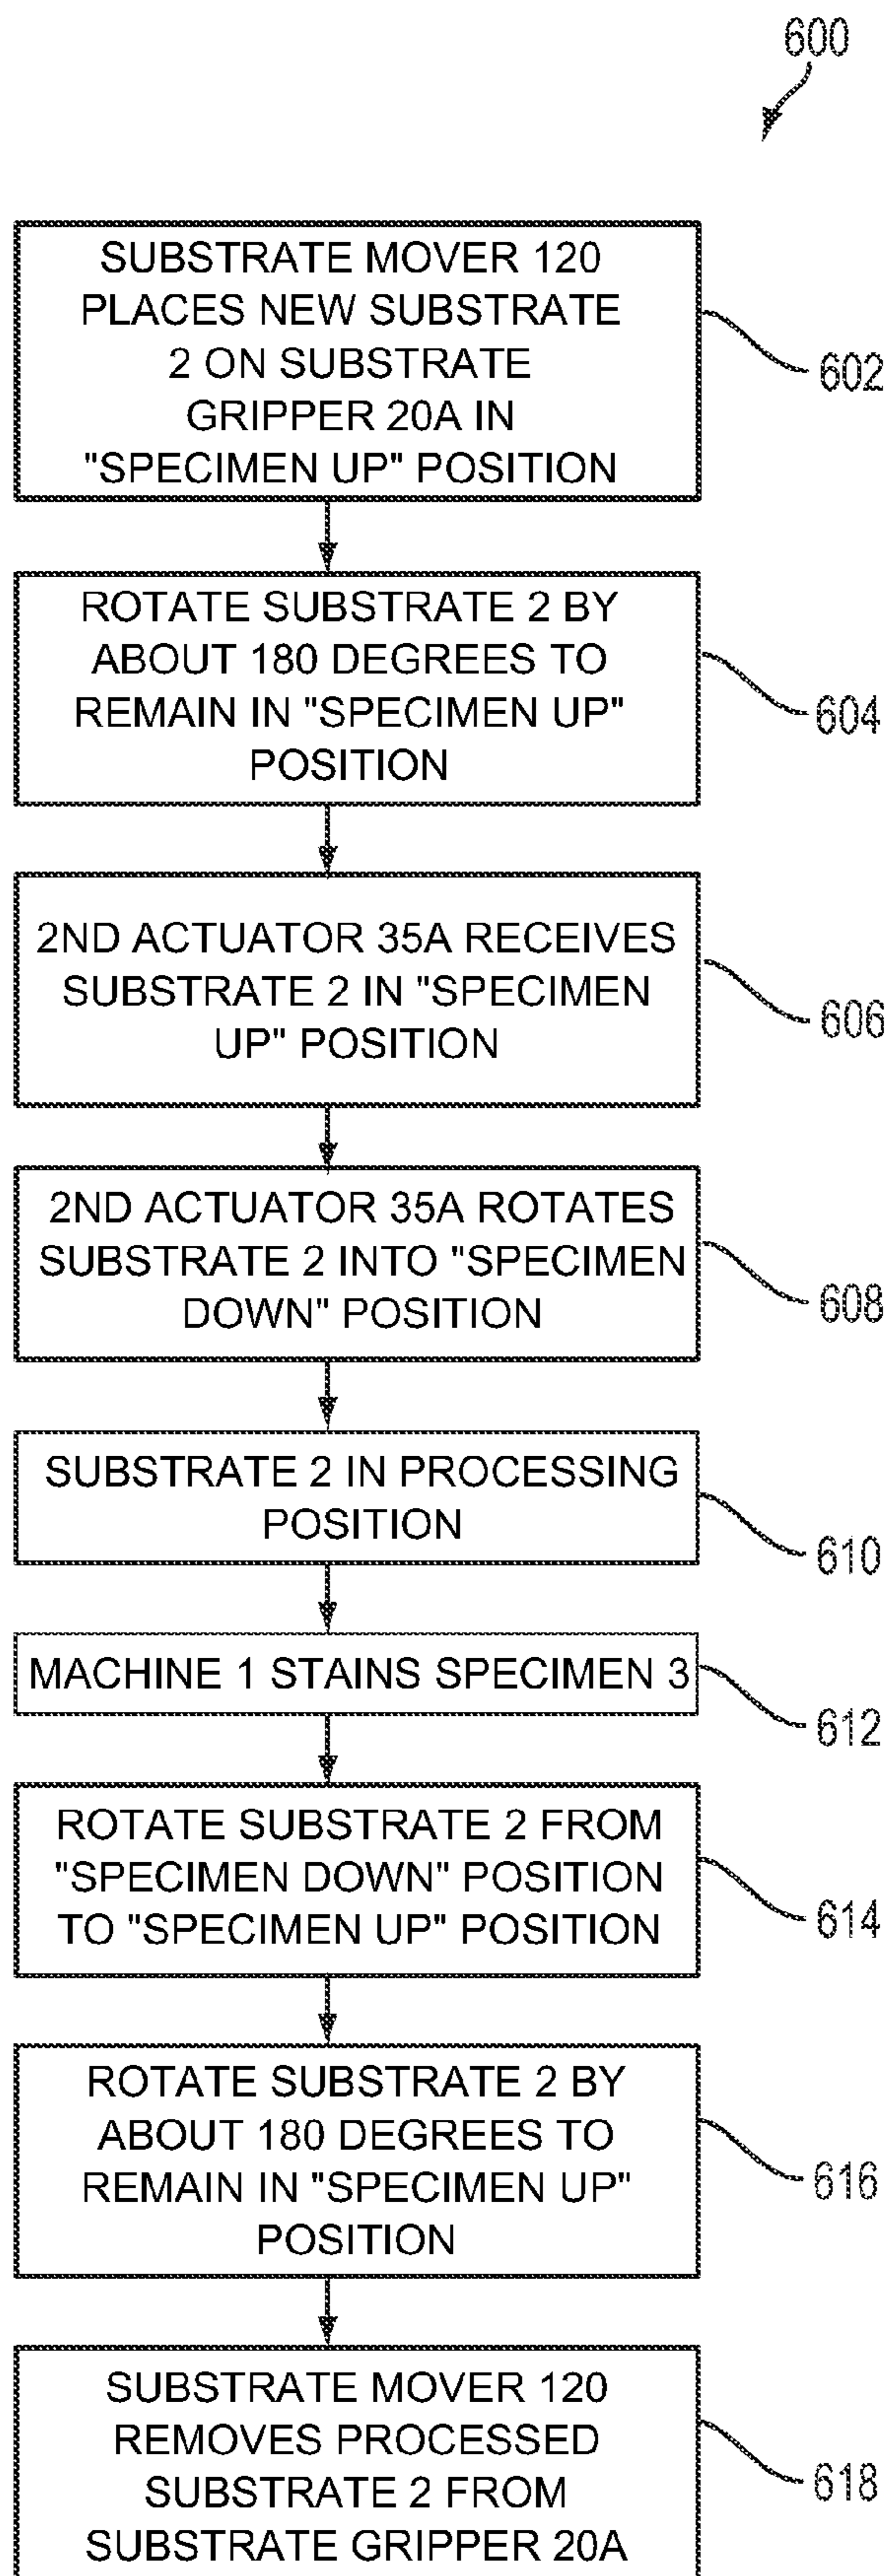 600
SUBSTRATE MOVER 120
PLACES NEW SUBSTRATE
2 ON SUBSTRATE
GRIPPER 20A IN
"SPECIMEN UP" POSITION
602
ROTATE SUBSTRATE 2 BY
ABOUT 180 DEGREES TO
REMAIN IN "SPECIMEN UP"
POSITION
604
2ND ACTUATOR 35A RECEIVES
SUBSTRATE 2 IN "SPECIMEN
UP" POSITION
606
2ND ACTUATOR 35A ROTATES
SUBSTRATE 2 INTO "SPECIMEN
DOWN" POSITION
608
SUBSTRATE 2 IN PROCESSING
POSITION
610
MACHINE 1 STAINS SPECIMEN 3
612
ROTATE SUBSTRATE 2 FROM
"SPECIMEN DOWN" POSITION
TO "SPECIMEN UP" POSITION
614
ROTATE SUBSTRATE 2 BY
ABOUT 180 DEGREES TO
REMAIN IN "SPECIMEN UP"
POSITION
616
SUBSTRATE MOVER 120
REMOVES PROCESSED
SUBSTRATE 2 FROM
SUBSTRATE GRIPPER 20A
618